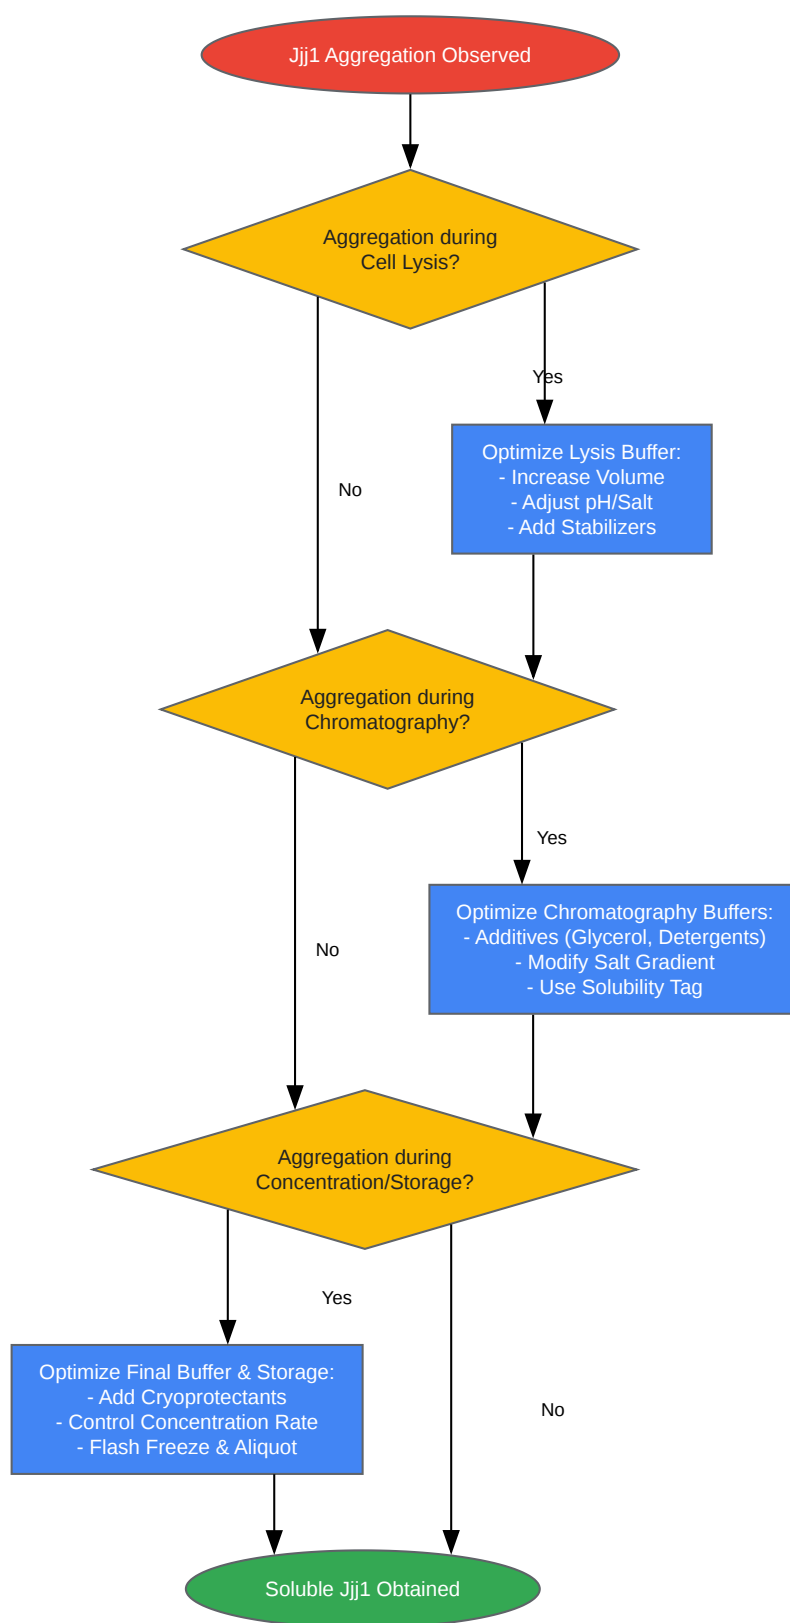 Jjj1 Aggregation Observed
Aggregation during
Cell Lysis?
Yes
Optimize Lysis Buffer:
- Increase Volume
- Adjust pH/Salt
- Add Stabilizers
No
Aggregation during
Chromatography?
Yes
Optimize Chromatography Buffers:
- Additives (Glycerol, Detergents)
- Modify Salt Gradient
- Use Solubility Tag
No
Aggregation during
Concentration/Storage?
Yes
Optimize Final Buffer & Storage:
- Add Cryoprotectants
- Control Concentration Rate
- Flash Freeze & Aliquot
No
Soluble Jjj1 Obtained